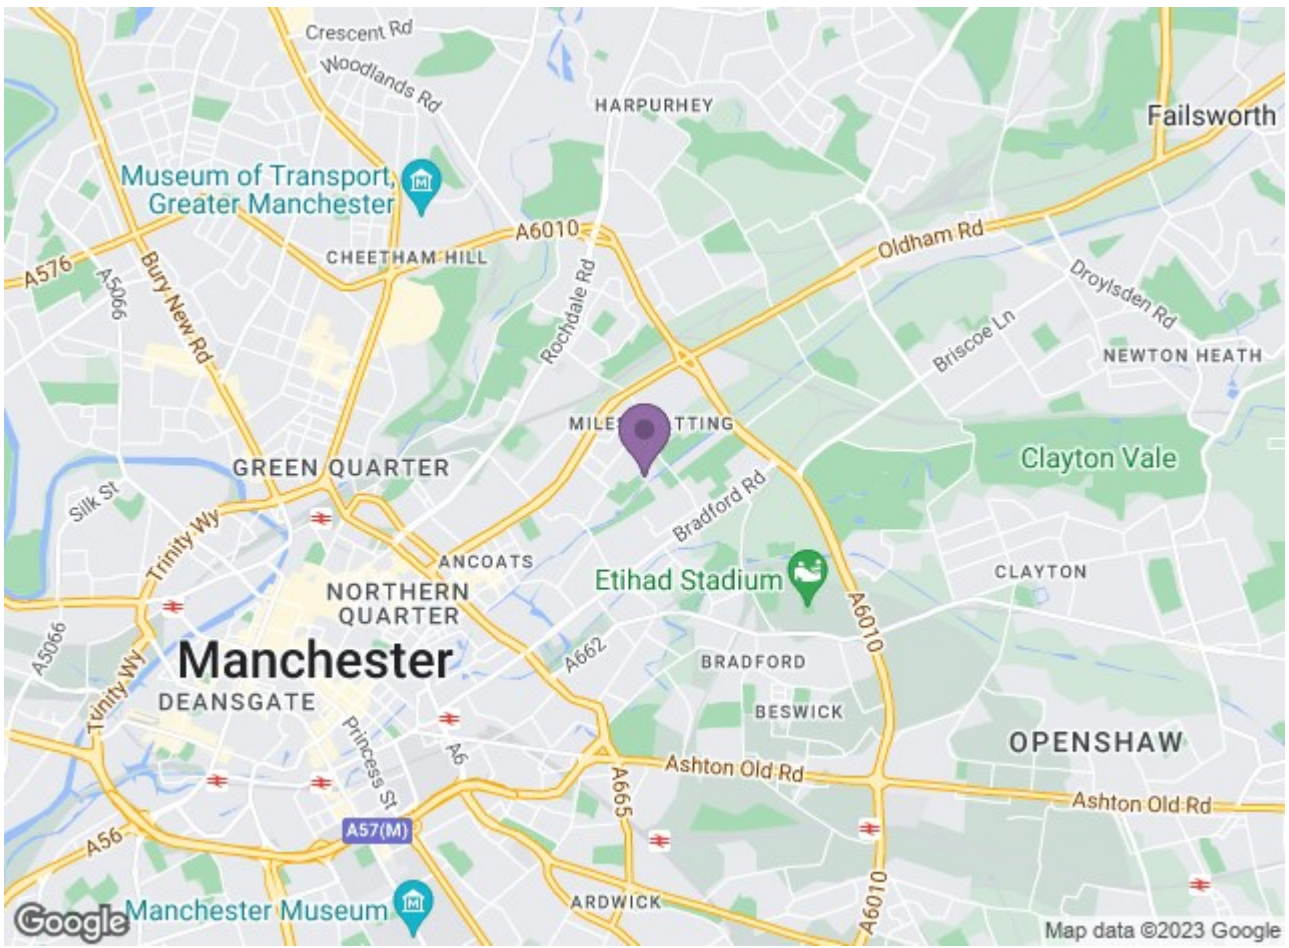 Crescent Rd
Woodlands Rd
HARPURHEY
Failsworth
Museum of Transport,
Greater Manchester
A6010
Oldham Rd
CHEETHAM HILL
A576
A5066
Bury New Rd
Rochdale Rd
Droylsden Rd
Briscoe Ln
NEWTON HEATH
MILES PLATTING
GREEN QUARTER
Clayton Vale
Silk St
Bradford Rd
Trinity Wy
ANCOATS
Etihad Stadium
CLAYTON
NORTHERN
QUARTER
A6010
A5066
Manchester
A662
BRADFORD
Trinity Wy
DEANSGATE
BESWICK
Princess St
A6
OPENSHAW
Ashton Old Rd
A665
Ashton Old Rd
A57(M)
A56
ARDWICK
A6010
Manchester Museum
Google
Map data ©2023 Google